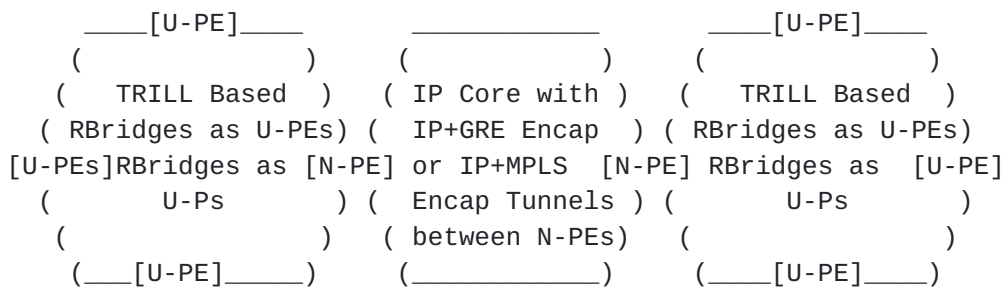 ____[U-PE]____       ____________       ____[U-PE]____
    (              )     (            )     (              )
   (   TRILL Based  )   ( IP Core with )   (   TRILL Based  )
  ( RBridges as U-PEs) (  IP+GRE Encap  ) ( RBridges as U-PEs)
[U-PEs]RBridges as [N-PE] or IP+MPLS  [N-PE] RBridges as  [U-PE]
  (       U-Ps       ) (  Encap Tunnels ) (       U-Ps       )
   (                )   ( between N-PEs)   (                )
    (___[U-PE]_____)     (____________)     (____[U-PE]____)